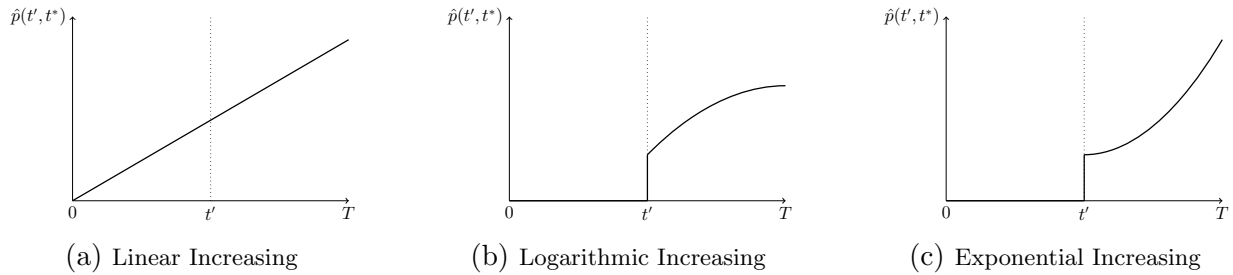 p̂(t′, t*)
0
t′
T
(a) Linear Increasing
p̂(t′, t*)
0
t′
T
(b) Logarithmic Increasing
p̂(t′, t*)
0
t′
T
(c) Exponential Increasing